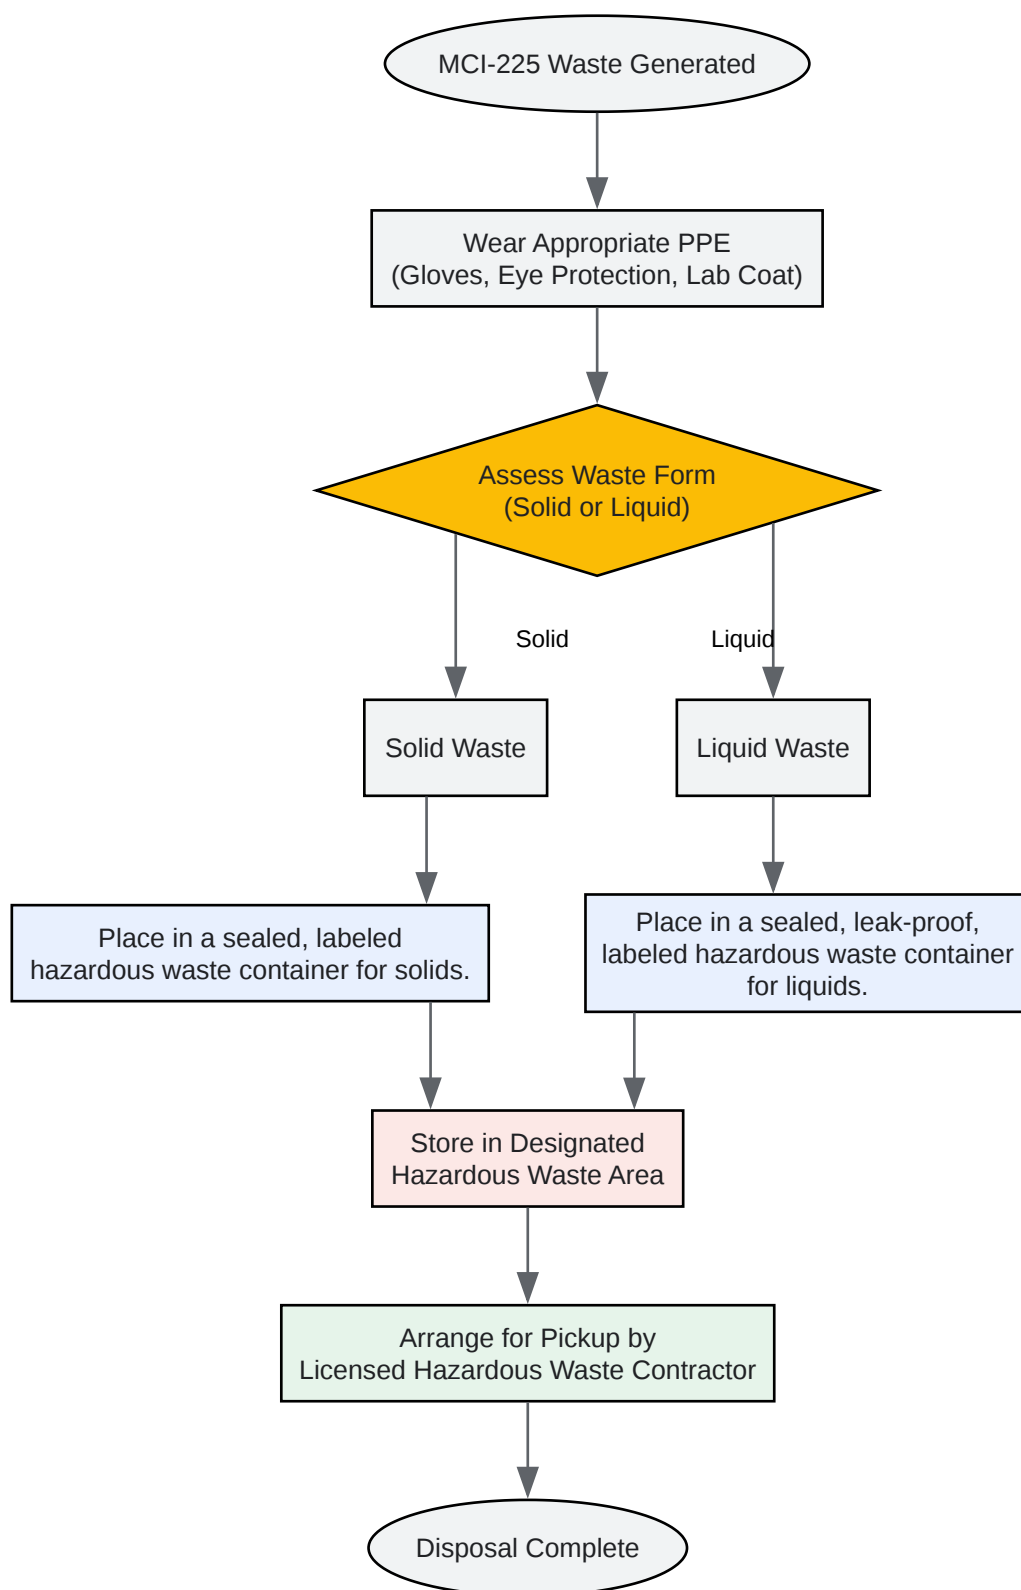 MCI-225 Waste Generated
Wear Appropriate PPE
(Gloves, Eye Protection, Lab Coat)
Assess Waste Form
(Solid or Liquid)
Solid
Liquid
Solid Waste
Liquid Waste
Place in a sealed, labeled
hazardous waste container for solids.
Place in a sealed, leak-proof,
labeled hazardous waste container
for liquids.
Store in Designated
Hazardous Waste Area
Arrange for Pickup by
Licensed Hazardous Waste Contractor
Disposal Complete